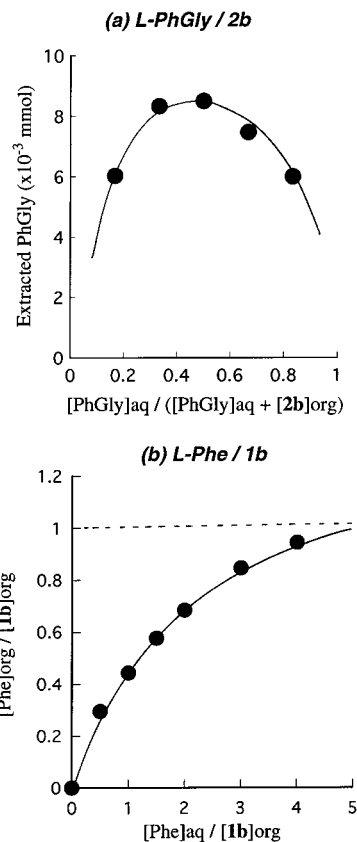 (a) L-PhGly / 2b
Extracted PhGly (x10⁻³ mmol)
10
8
6
4
2
0
0 0.2 0.4 0.6 0.8 1
[PhGly]aq / ([PhGly]aq + [2b]org)
(b) L-Phe / 1b
[Phe]org / [1b]org
1.2
1
0.8
0.6
0.4
0.2
0
0 1 2 3 4 5
[Phe]aq / [1b]org